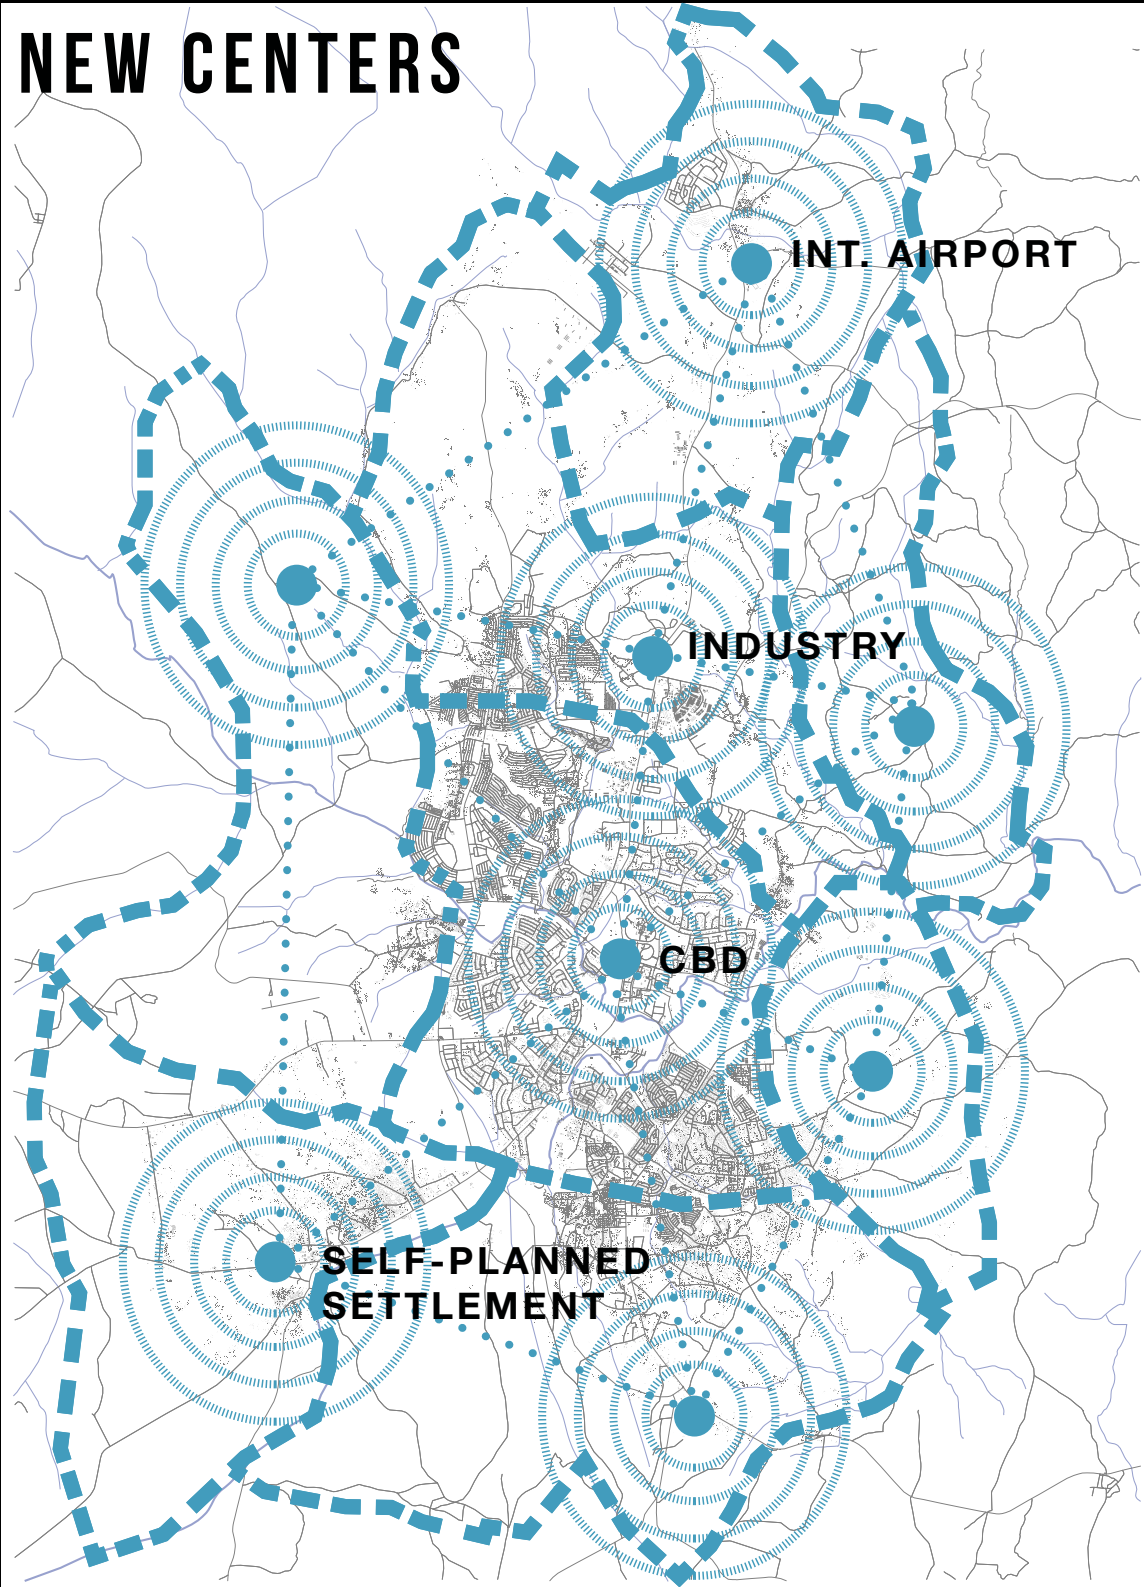 NEW CENTERS
INT. AIRPORT
INDUSTRY
CBD
SELF-PLANNED
SETTLEMENT